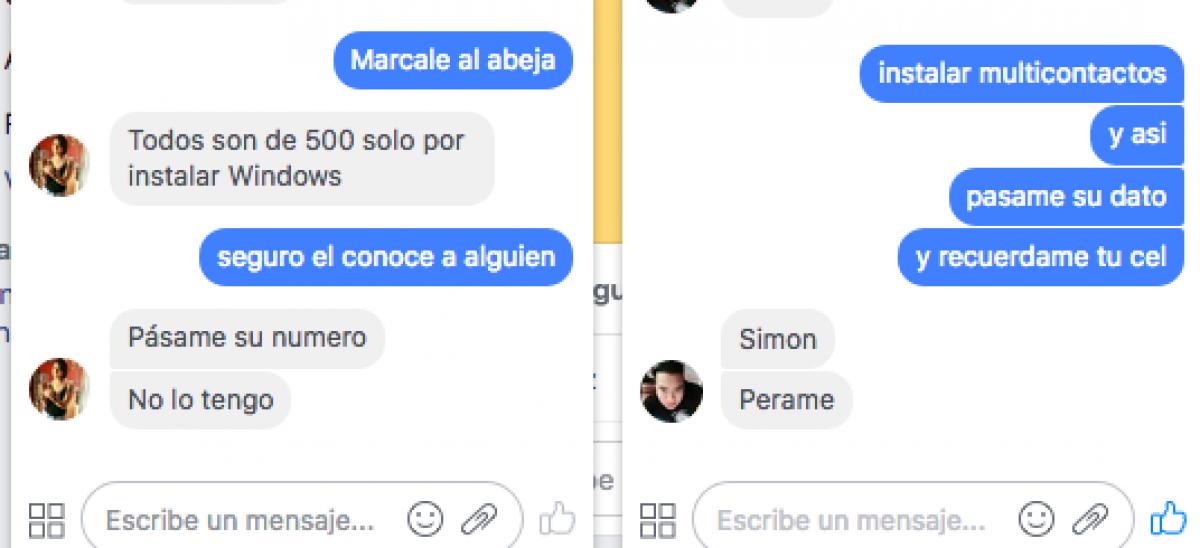 Marcale al abeja
Todos son de 500 solo por
instalar Windows
seguro el conoce a alguien
Pásame su numero
No lo tengo
Escribe un mensaje...
instalar multicontactos
y asi
pasame su dato
y recuerdame tu cel
Simon
Perame
Escribe un mensaje...